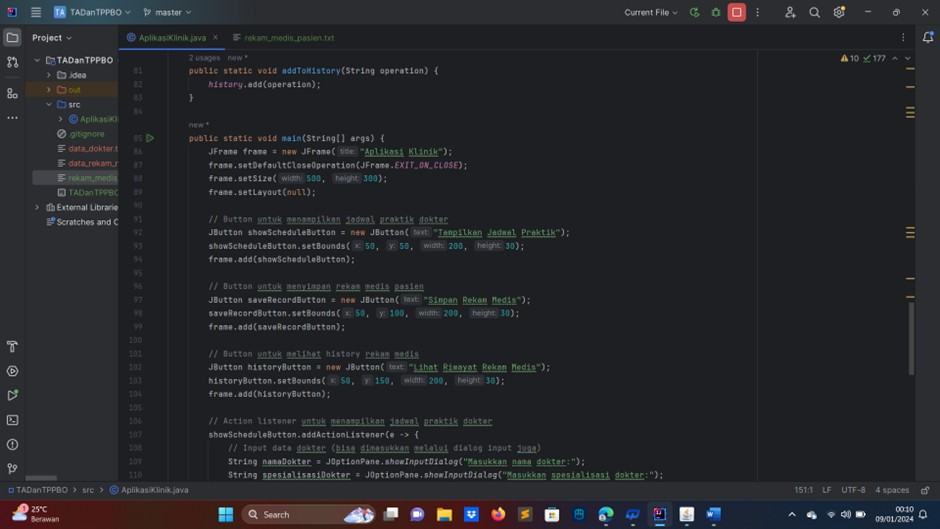 TA TADanTPPBO master Current File
Project
AplikasiKlinik.java rekam_medis_pasien.txt
TADanTPPBO
.idea
out
src
AplikasiKl
.gitignore
data_dokter.t
data_rekam_r
rekam_medis
TADanTPPBO
External Librarie
Scratches and C
10 177
2 usages new *
81 public static void addToHistory(String operation) {
82 history.add(operation);
83 }
84
new *
85 public static void main(String[] args) {
86 JFrame frame = new JFrame( title: "Aplikasi Klinik");
87 frame.setDefaultCloseOperation(JFrame.EXIT_ON_CLOSE);
88 frame.setSize( width: 500, height: 300);
89 frame.setLayout(null);
90
91 // Button untuk menampilkan jadwal praktik dokter
92 JButton showScheduleButton = new JButton( text: "Tampilkan Jadwal Praktik");
93 showScheduleButton.setBounds( x: 50, y: 50, width: 200, height: 30);
94 frame.add(showScheduleButton);
95
96 // Button untuk menyimpan rekam medis pasien
97 JButton saveRecordButton = new JButton( text: "Simpan Rekam Medis");
98 saveRecordButton.setBounds( x: 50, y: 100, width: 200, height: 30);
99 frame.add(saveRecordButton);
100
101 // Button untuk melihat history rekam medis
102 JButton historyButton = new JButton( text: "Lihat Riwayat Rekam Medis");
103 historyButton.setBounds( x: 50, y: 150, width: 200, height: 30);
104 frame.add(historyButton);
105
106 // Action listener untuk menampilkan jadwal praktik dokter
107 showScheduleButton.addActionListener(e -> {
108 // Input data dokter (bisa dimasukkan melalui dialog input juga)
109 String namaDokter = JOptionPane.showInputDialog("Masukkan nama dokter:");
110 String spesialisasiDokter = JOptionPane.showInputDialog("Masukkan spesialisasi dokter:");
TADanTPPBO > src > AplikasiKlinik.java 151:1 LF UTF-8 4 spaces
25°C
Berawan
Search
00:10
09/01/2024